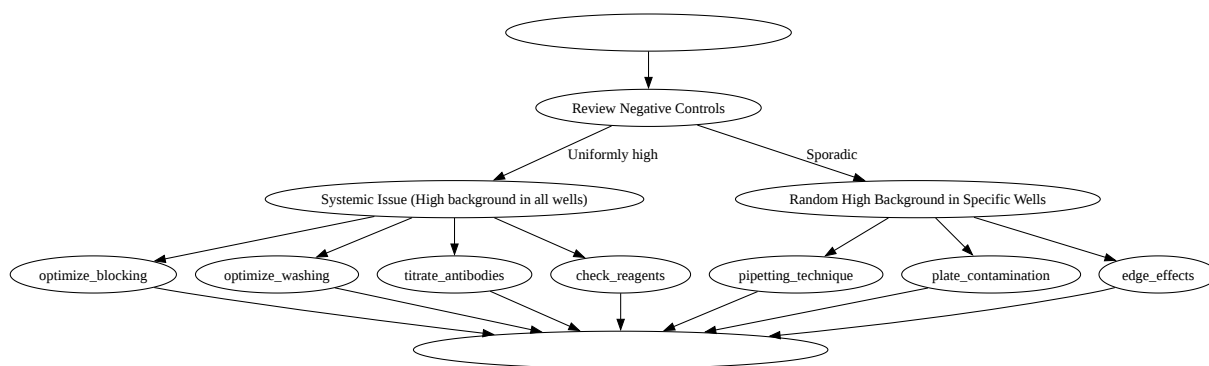 Review Negative Controls
Uniformly high
Sporadic
Systemic Issue (High background in all wells)
Random High Background in Specific Wells
optimize_blocking
optimize_washing
titrate_antibodies
check_reagents
pipetting_technique
plate_contamination
edge_effects